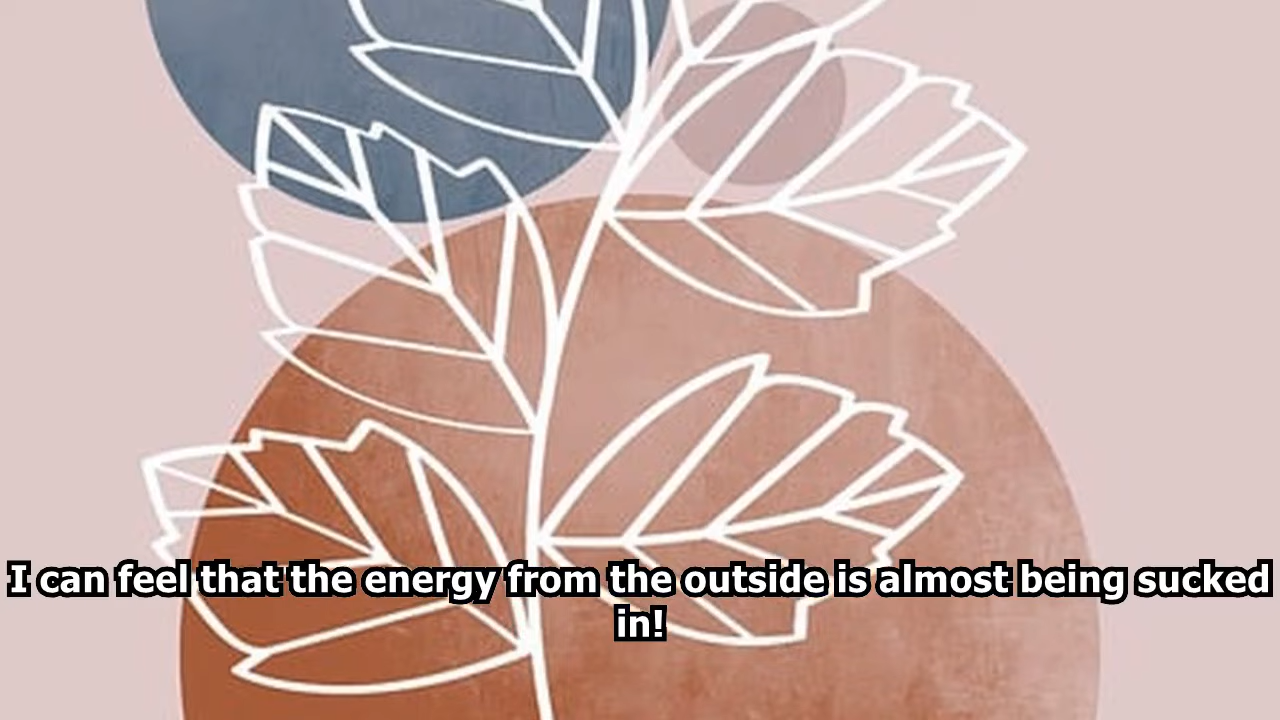 I can feel that the energy from the outside is almost being sucked
in!